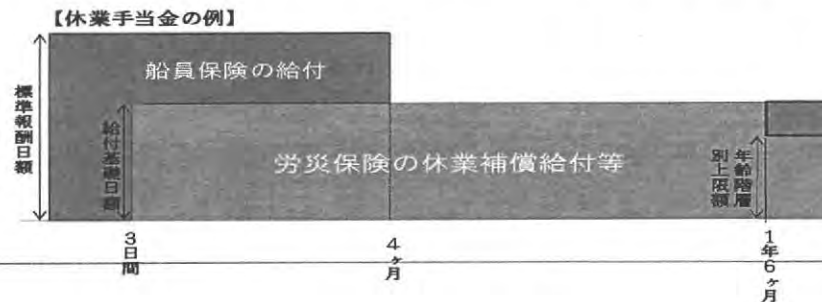 【休業手当金の例】
船員保険の給付
標準報酬日額
給付基礎日額
労災保険の休業補償給付等
年齢階層
別上限額
3日間
4ヶ月
1年6ヶ月